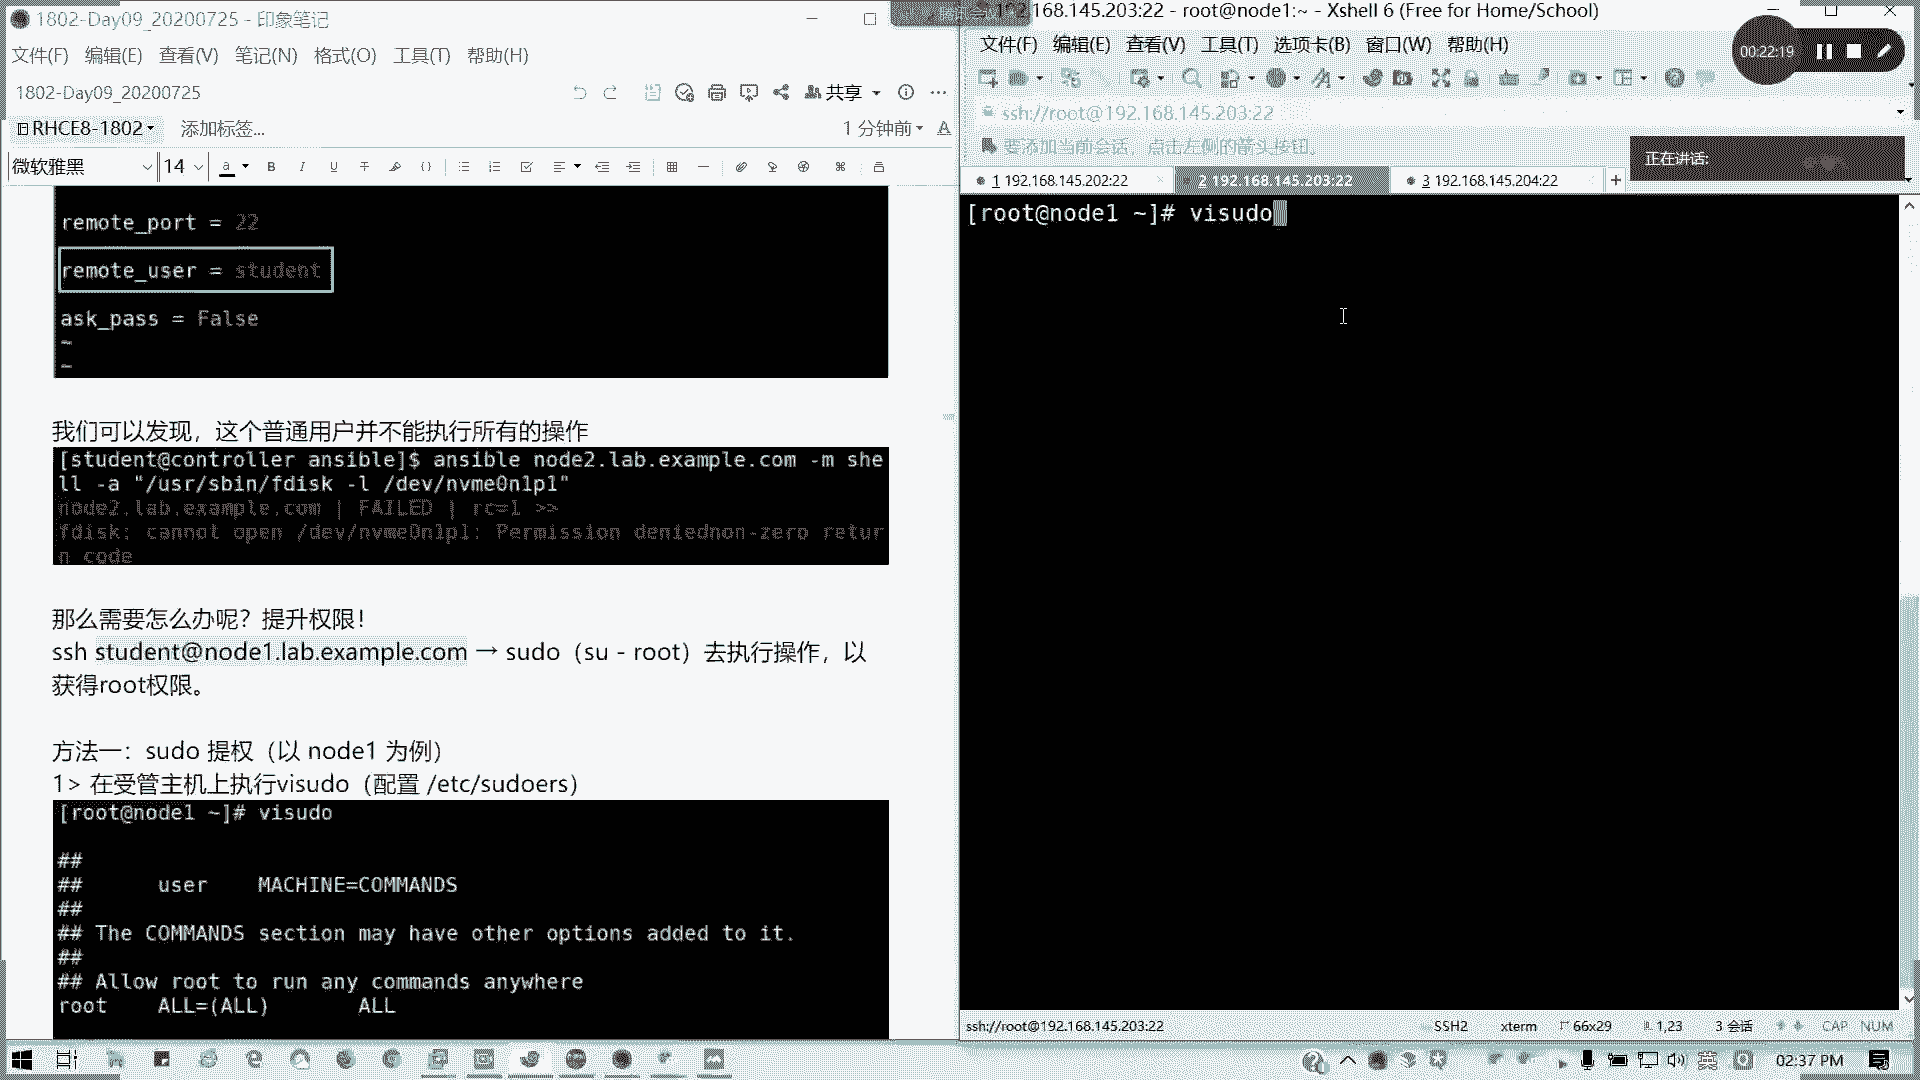 1802-Day09_20200725 - 印象笔记
文件(F) 编辑(E) 查看(V) 笔记(N) 格式(O) 工具(T) 帮助(H)
1802-Day09_20200725
共享
RHCE8-1802
添加标签...
1 分钟前
微软雅黑
14
remote_port = 22
remote_user = student
ask_pass = False
~
~
我们可以发现，这个普通用户并不能执行所有的操作
[student@controller ansible]$ ansible node2.lab.example.com -m she
ll -a "/usr/sbin/fdisk -l /dev/nvme0n1p1"
node2.lab.example.com | FAILED | rc=1 >>
fdisk: cannot open /dev/nvme0n1p1: Permission deniednon-zero retur
n code
那么需要怎么办呢？提升权限！
ssh student@node1.lab.example.com → sudo（su - root）去执行操作，以
获得root权限。
方法一：sudo 提权（以 node1 为例）
1> 在受管主机上执行visudo（配置 /etc/sudoers）
[root@node1 ~]# visudo
##
## user MACHINE=COMMANDS
##
## The COMMANDS section may have other options added to it.
##
## Allow root to run any commands anywhere
root ALL=(ALL) ALL
168.145.203:22 - root@node1:~ - Xshell 6 (Free for Home/School)
文件(F) 编辑(E) 查看(V) 工具(T) 选项卡(B) 窗口(W) 帮助(H)
00:22:19
ssh://root@192.168.145.203:22
要添加当前会话，点击左侧的箭头按钮。
正在讲话:
1 192.168.145.202:22
2 192.168.145.203:22
3 192.168.145.204:22
[root@node1 ~]# visudo
ssh://root@192.168.145.203:22
SSH2
xterm
66x29
1,23
3 会话
CAP NUM
02:37 PM